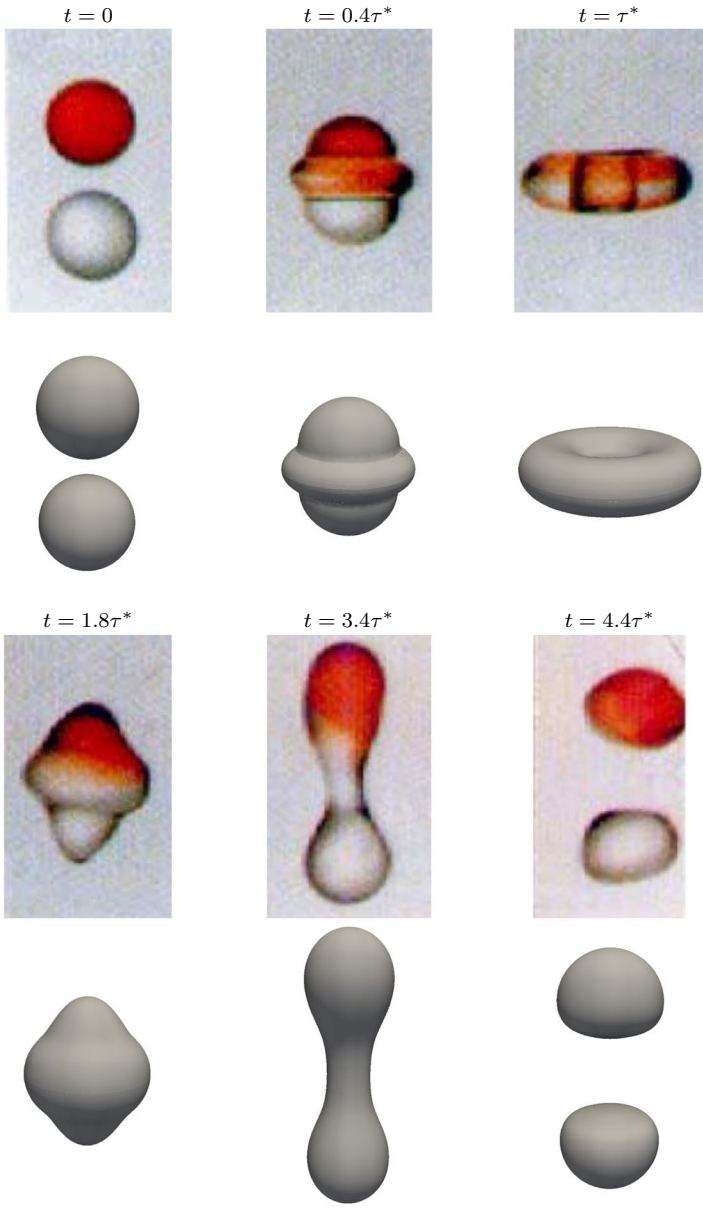 t = 0
t = 0.4τ*
t = τ*
t = 1.8τ*
t = 3.4τ*
t = 4.4τ*